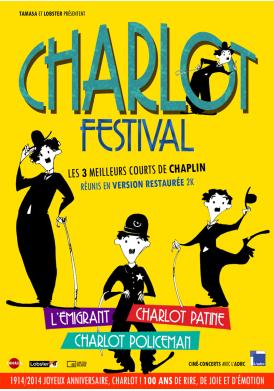 TAMASA ET LOBSTER PRÉSENTENT
CHARLOT
FESTIVAL
LES 3 MEILLEURS COURTS DE CHAPLIN
RÉUNIS EN VERSION RESTAURÉE 2K
L'ÉMIGRANT
CHARLOT PATINE
CHARLOT POLICEMAN
Lobster
CINÉ-CONCERTS AVEC L'ADRC
1914/2014 JOYEUX ANNIVERSAIRE, CHARLOT ! 100 ANS DE RIRE, DE JOIE ET D'ÉMOTION